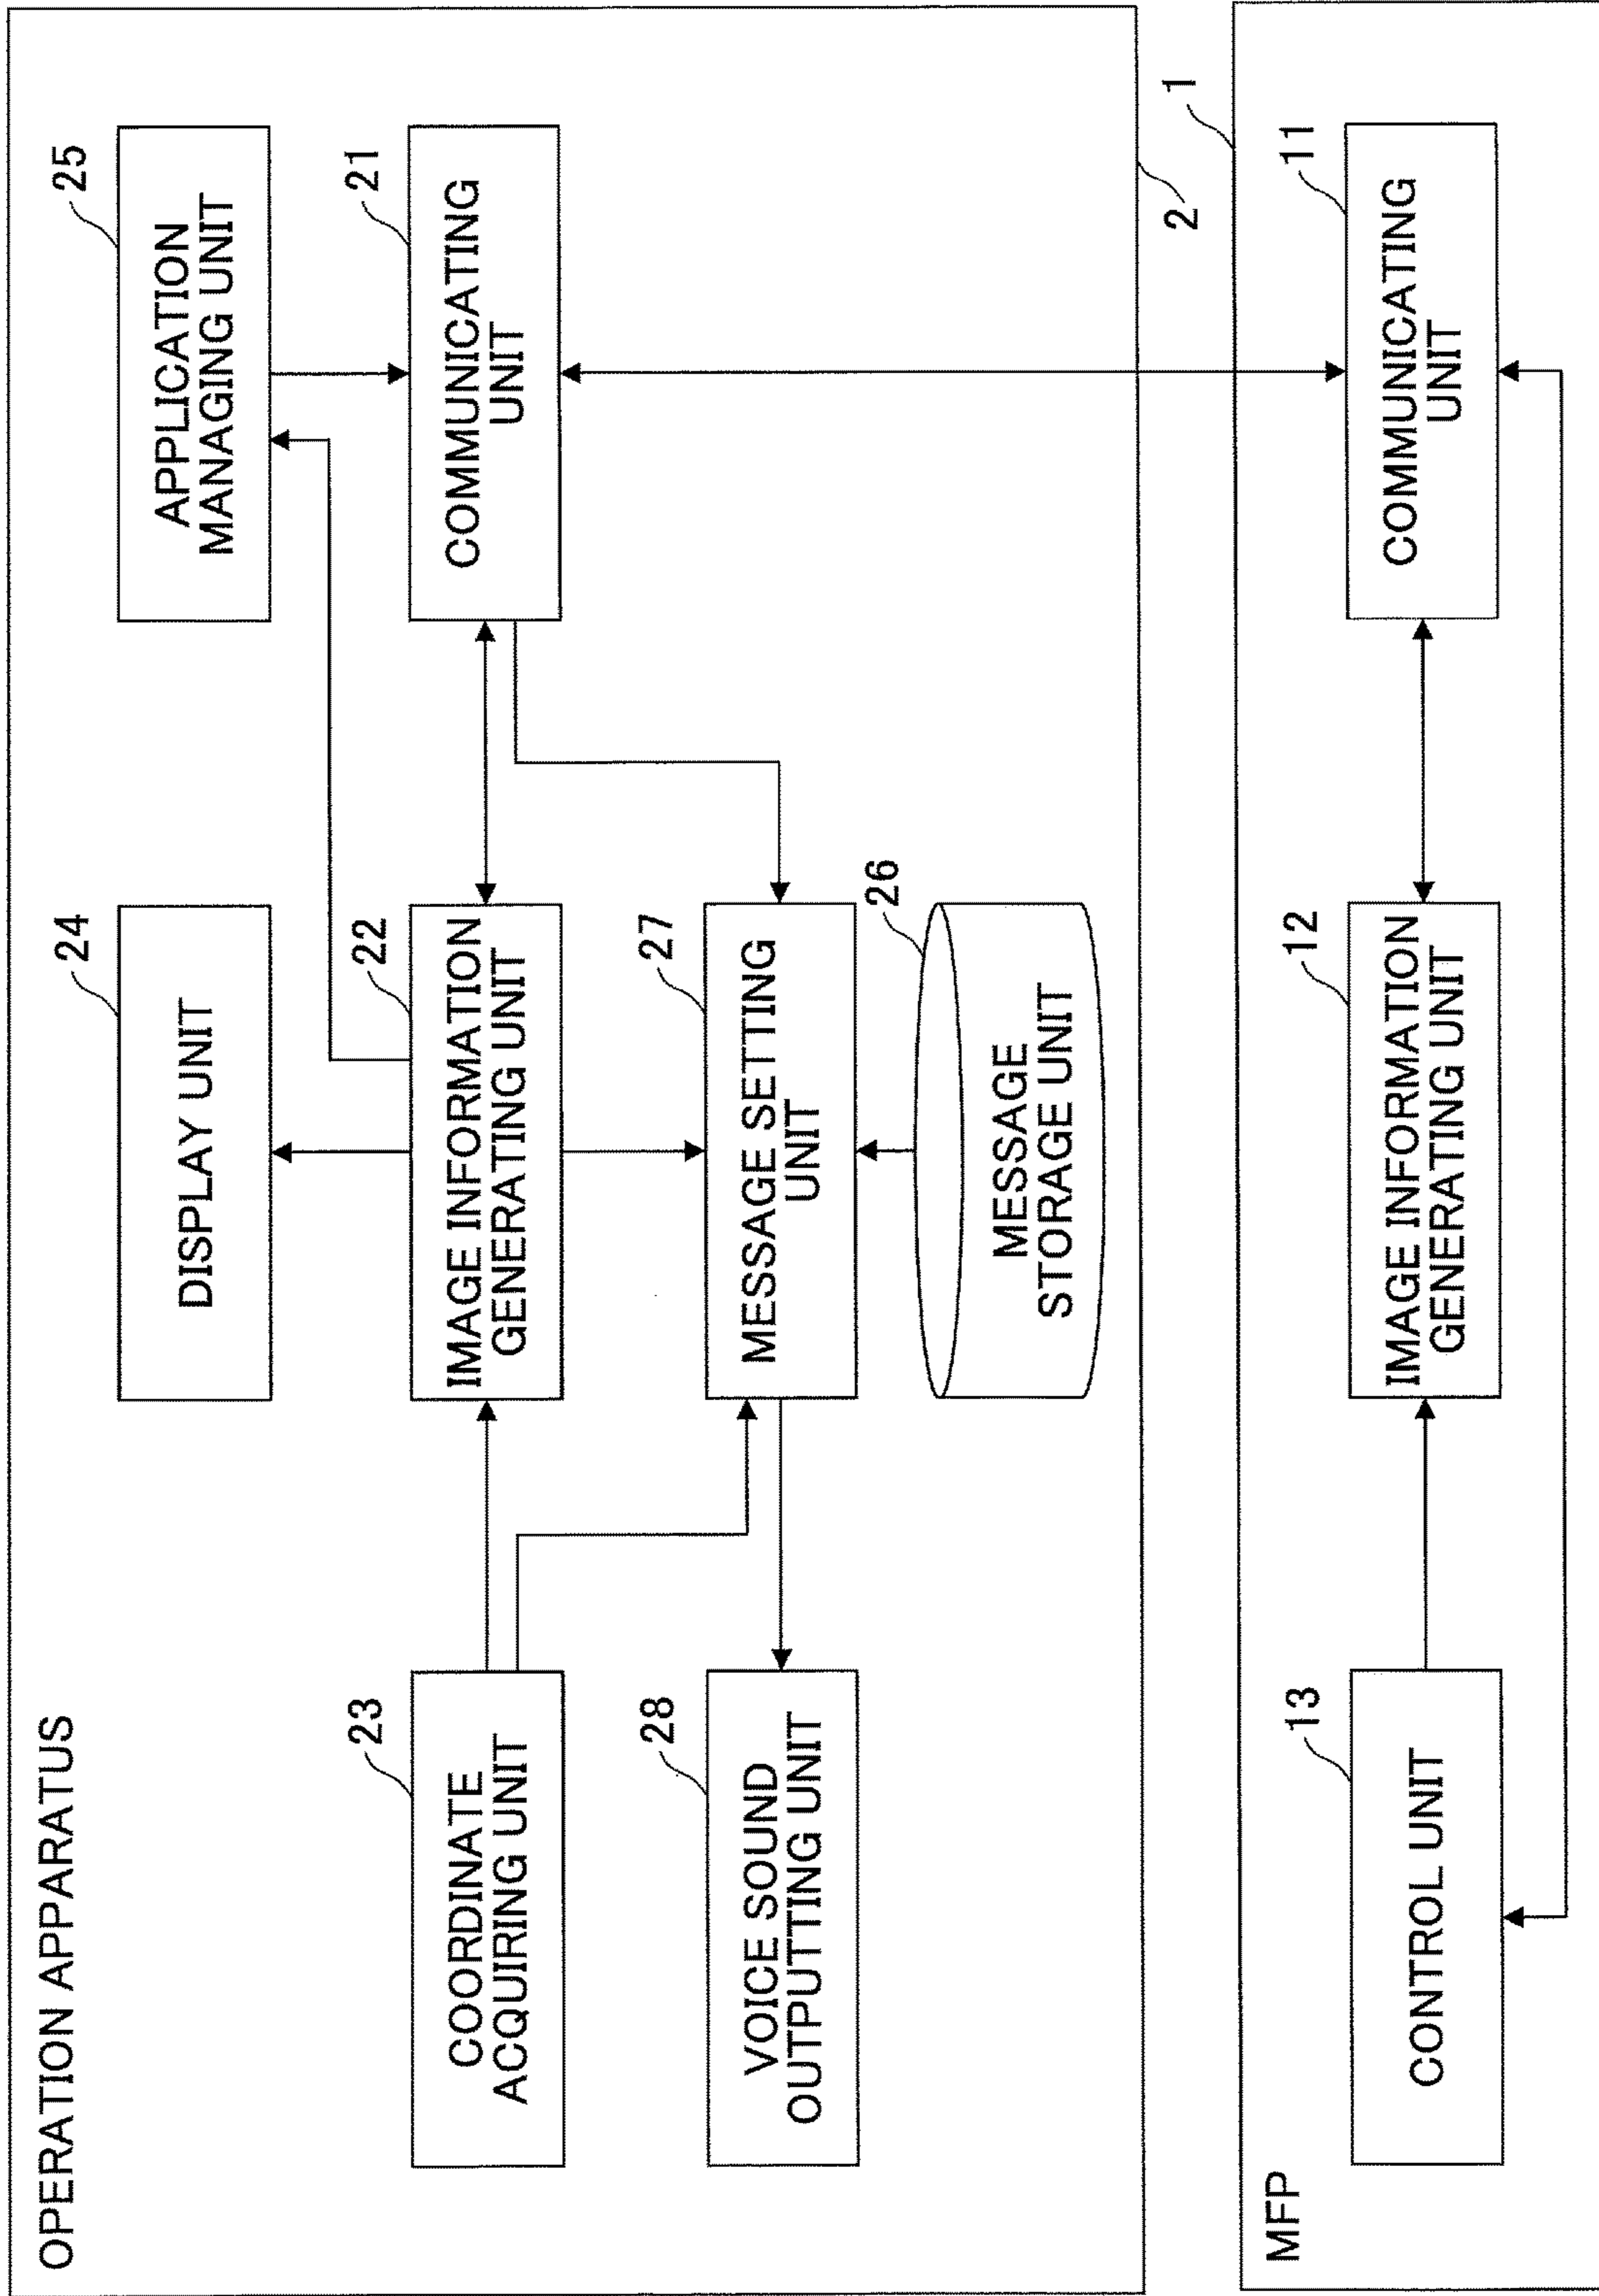 OPERATION APPARATUS
24
DISPLAY UNIT
25
APPLICATION
MANAGING UNIT
23
COORDINATE
ACQUIRING UNIT
22
IMAGE INFORMATION
GENERATING UNIT
21
COMMUNICATING
UNIT
28
VOICE SOUND
OUTPUTTING UNIT
27
MESSAGE SETTING
UNIT
26
MESSAGE
STORAGE UNIT
2
1
MFP
13
CONTROL UNIT
12
IMAGE INFORMATION
GENERATING UNIT
11
COMMUNICATING
UNIT